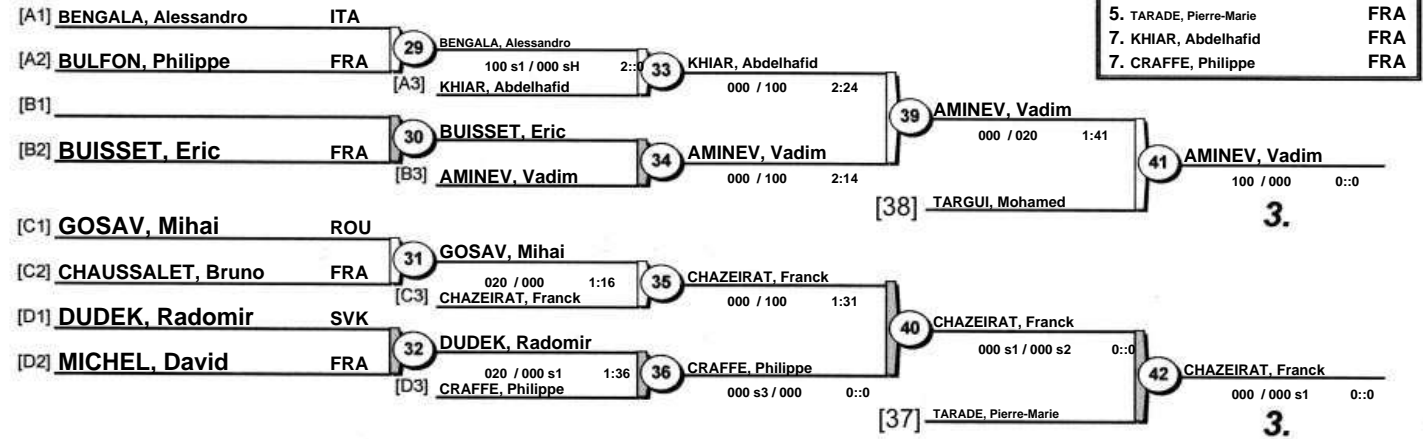 [A1] BENGALA, Alessandro ITA
5. TARADE, Pierre-Marie FRA
29 BENGALA, Alessandro
7. KHIAR, Abdelhafid FRA
[A2] BULFON, Philippe FRA
100 s1 / 000 sH 2::0
33 KHIAR, Abdelhafid
7. CRAFFE, Philippe FRA
[A3] KHIAR, Abdelhafid
000 / 100 2:24
[B1]
39 AMINEV, Vadim
30 BUISSET, Eric
000 / 020 1:41
[B2] BUISSET, Eric FRA
34 AMINEV, Vadim
41 AMINEV, Vadim
[B3] AMINEV, Vadim
000 / 100 2:14
100 / 000 0::0
[38] TARGUI, Mohamed
3.
[C1] GOSAV, Mihai ROU
31 GOSAV, Mihai
[C2] CHAUSSALET, Bruno FRA
020 / 000 1:16
35 CHAZEIRAT, Franck
[C3] CHAZEIRAT, Franck
000 / 100 1:31
[D1] DUDEK, Radomir SVK
40 CHAZEIRAT, Franck
32 DUDEK, Radomir
000 s1 / 000 s2 0::0
[D2] MICHEL, David FRA
020 / 000 s1 1:36
36 CRAFFE, Philippe
42 CHAZEIRAT, Franck
[D3] CRAFFE, Philippe
000 s3 / 000 0::0
000 / 000 s1 0::0
[37] TARADE, Pierre-Marie
3.